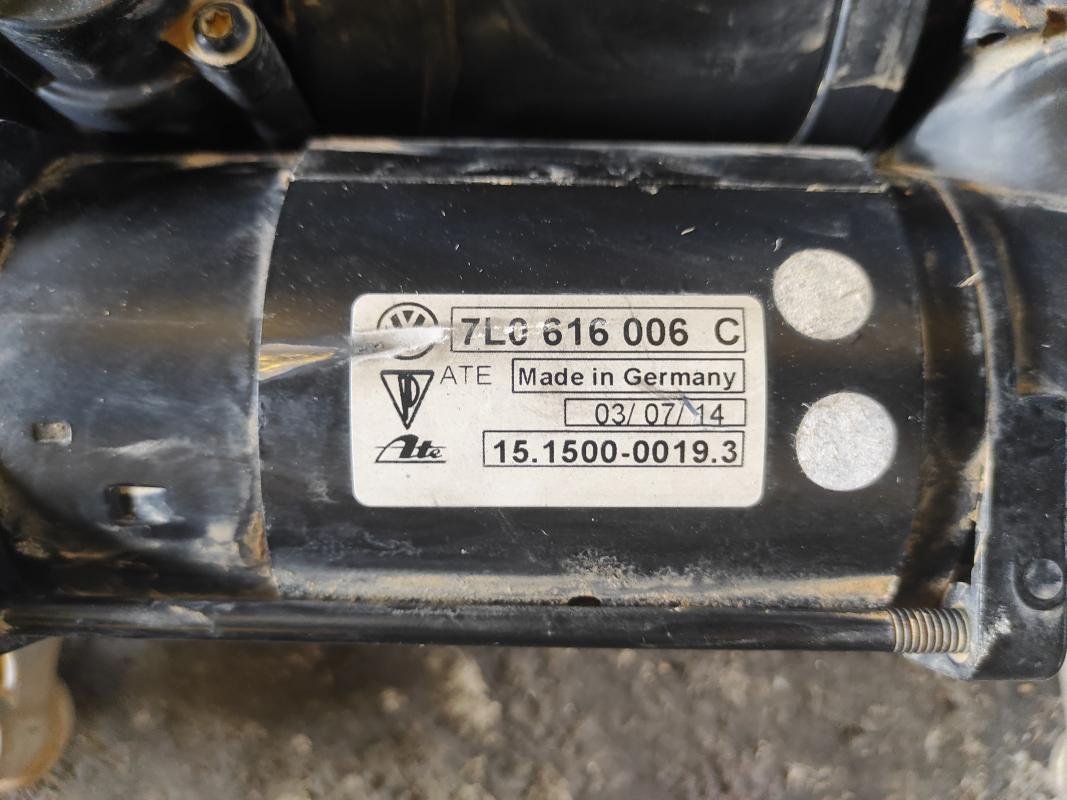 7L0 616 006 C
ATE Made in Germany
03/ 07/ 14
Ate 15.1500-0019.3